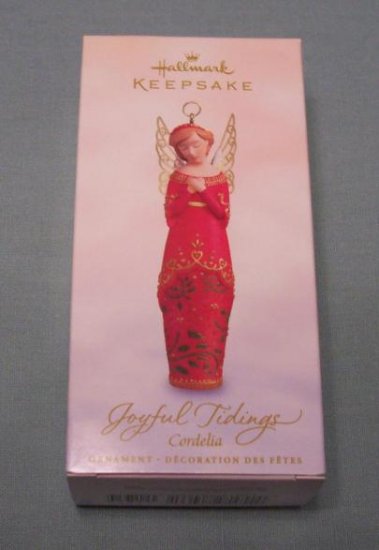 Hallmark
KEEPSAKE
Joyful Tidings
Cordelia
ORNAMENT · DÉCORATION DES FÊTES